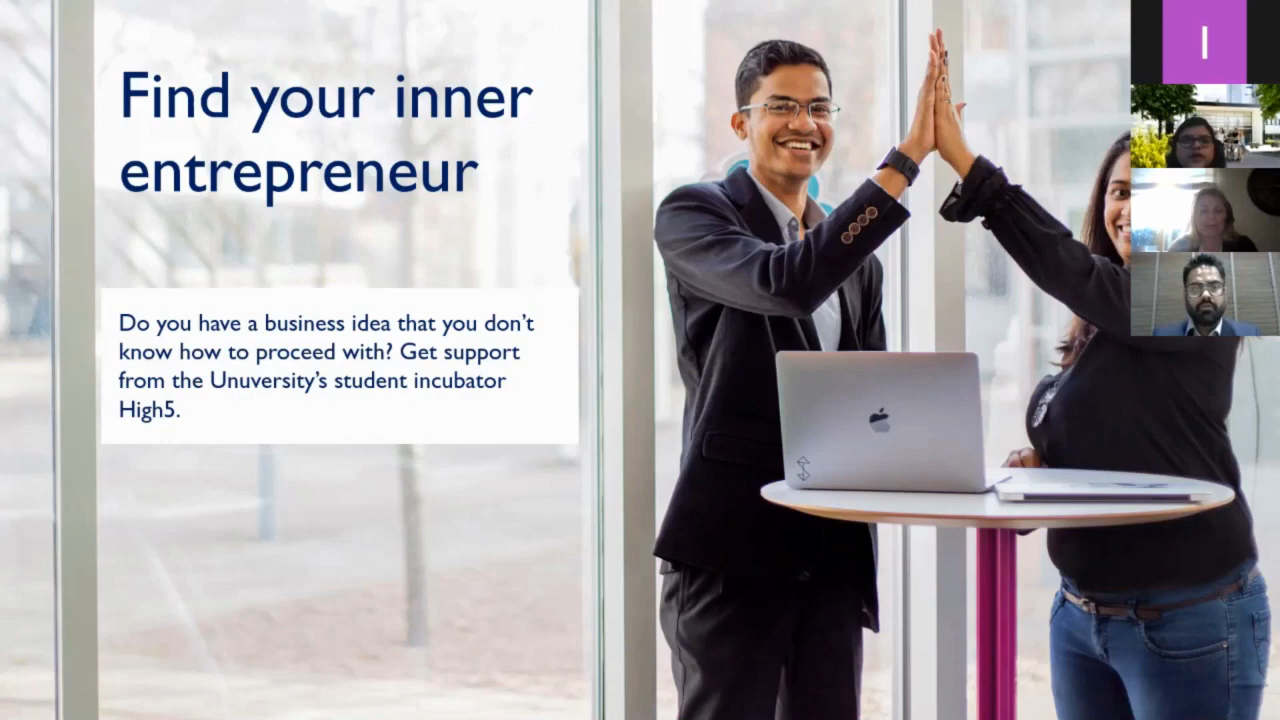 Find your inner
entrepreneur
Do you have a business idea that you don't
know how to proceed with? Get support
from the Unuversity's student incubator
High5.
I